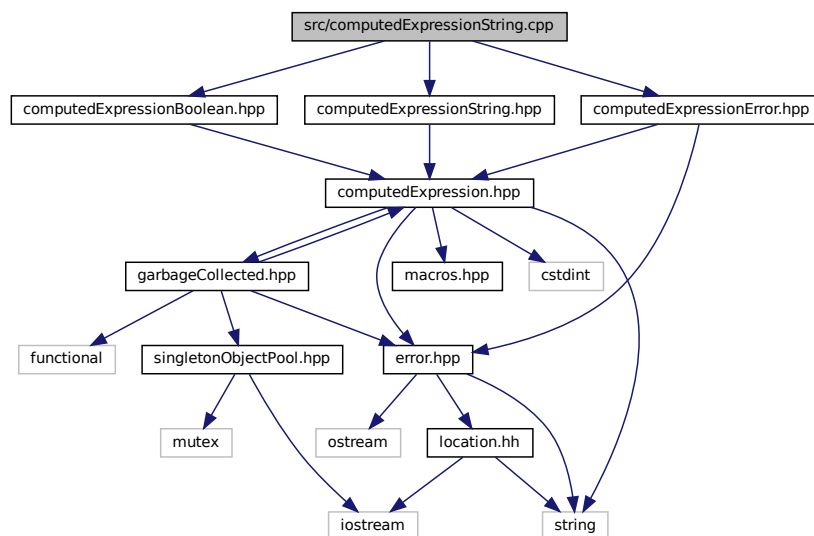 src/computedExpressionString.cpp
computedExpressionBoolean.hpp
computedExpressionString.hpp
computedExpressionError.hpp
computedExpression.hpp
garbageCollected.hpp
macros.hpp
cstdint
functional
singletonObjectPool.hpp
error.hpp
mutex
ostream
location.hh
iostream
string